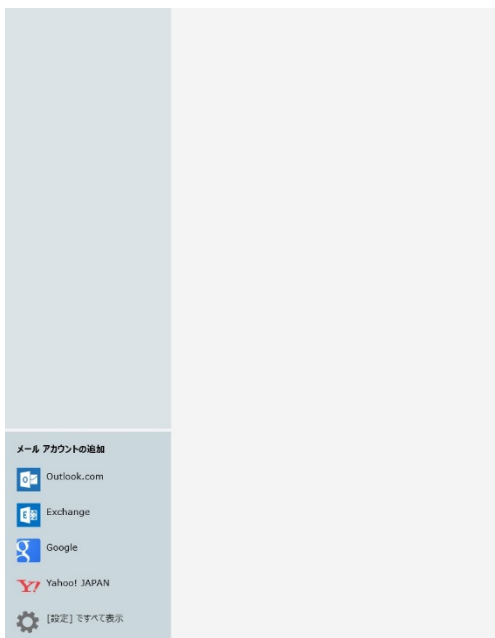 メール アカウントの追加
Outlook.com
Exchange
Google
Yahoo! JAPAN
[設定] ですべて表示